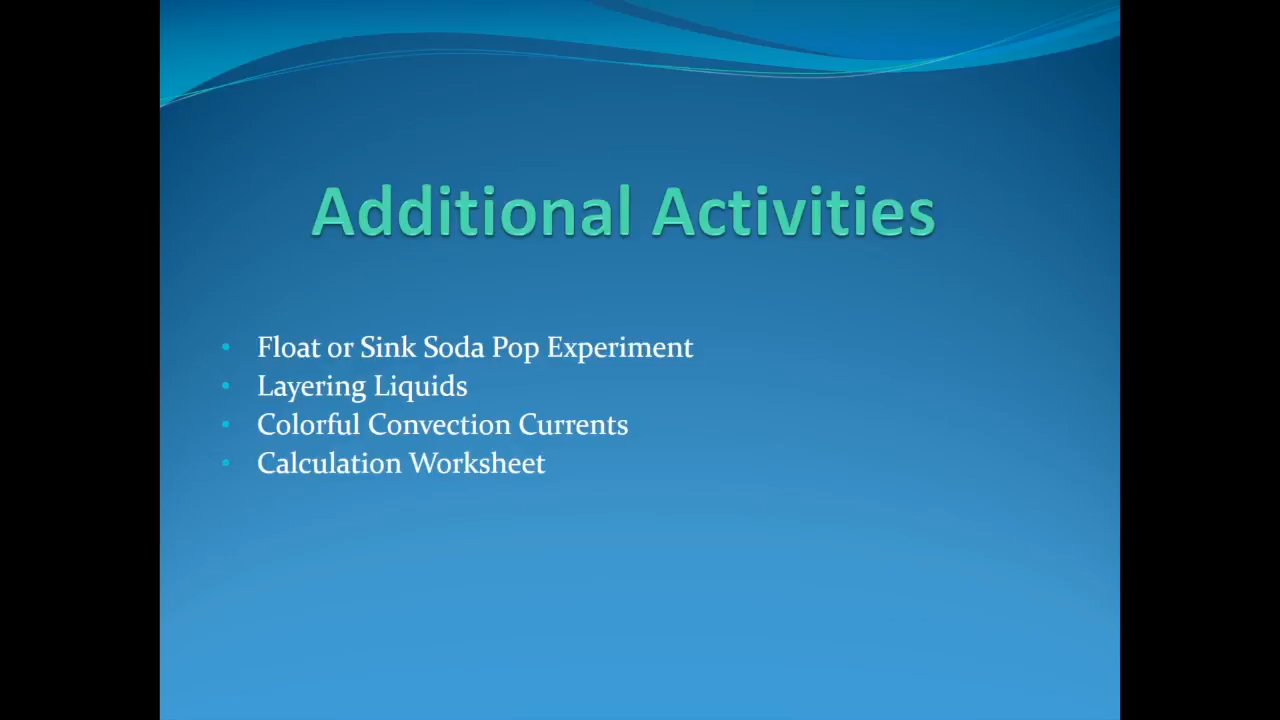 Additional Activities
• Float or Sink Soda Pop Experiment
• Layering Liquids
• Colorful Convection Currents
• Calculation Worksheet